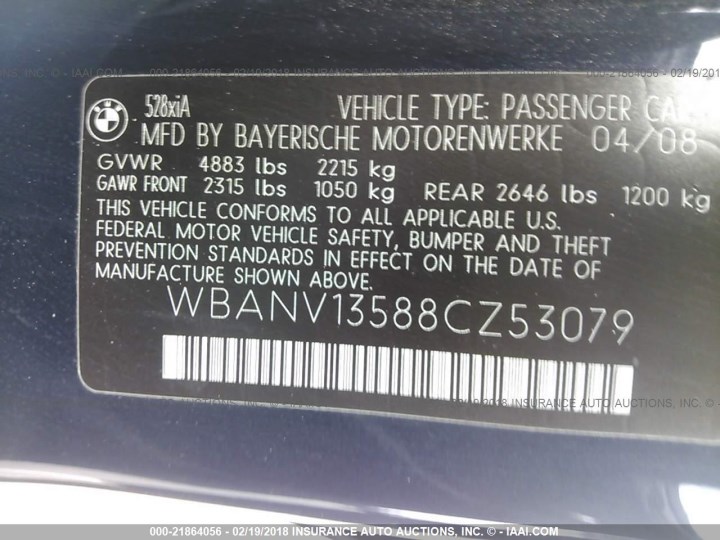 528xiA VEHICLE TYPE: PASSENGER CAR
BMW
MFD BY BAYERISCHE MOTORENWERKE 04/08
GVWR 4883 lbs 2215 kg
GAWR FRONT 2315 lbs 1050 kg REAR 2646 lbs 1200 kg
THIS VEHICLE CONFORMS TO ALL APPLICABLE U.S.
FEDERAL MOTOR VEHICLE SAFETY, BUMPER AND THEFT
PREVENTION STANDARDS IN EFFECT ON THE DATE OF
MANUFACTURE SHOWN ABOVE.
WBANV13588CZ53079
000-21864056 - 02/19/2018 INSURANCE AUTO AUCTIONS, INC. © IAAI.COM